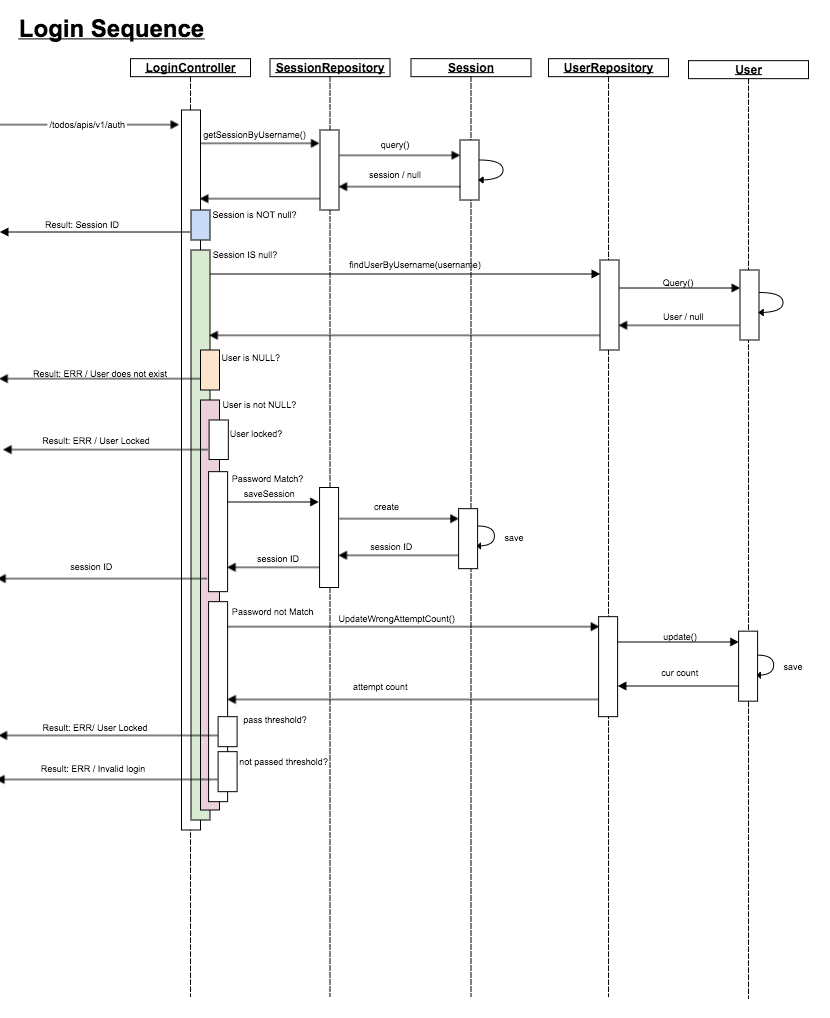 Login Sequence
LoginController
SessionRepository
Session
UserRepository
User
/todos/apis/v1/auth
getSessionByUsername()
query()
session / null
Session is NOT null?
Result: Session ID
Session IS null?
findUserByUsername(username)
Query()
User / null
User is NULL?
Result: ERR / User does not exist
User is not NULL?
User locked?
Result: ERR / User Locked
Password Match?
saveSession
create
save
session ID
session ID
session ID
Password not Match
UpdateWrongAttemptCount()
update()
save
cur count
attempt count
pass threshold?
Result: ERR/ User Locked
not passed threshold?
Result: ERR / Invalid login